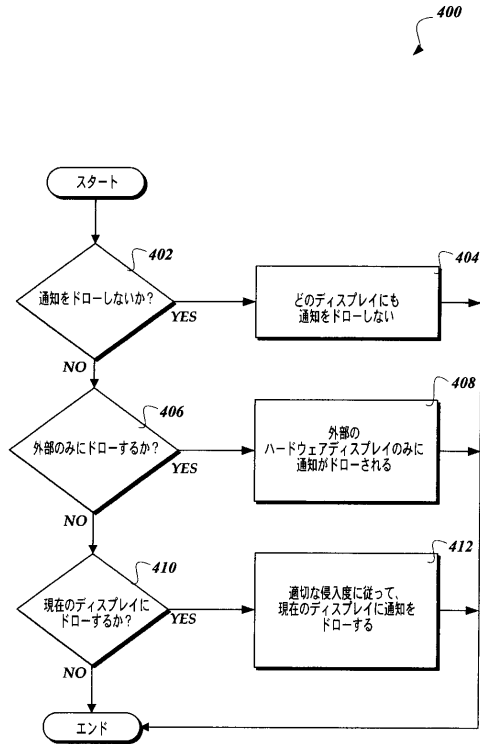 400
スタート
402
通知をドローしないか？
YES
NO
404
どのディスプレイにも
通知をドローしない
406
外部のみにドローするか？
YES
NO
408
外部の
ハードウェアディスプレイのみに
通知がドローされる
410
現在のディスプレイに
ドローするか？
YES
NO
412
適切な侵入度に従って、
現在のディスプレイに通知を
ドローする
エンド